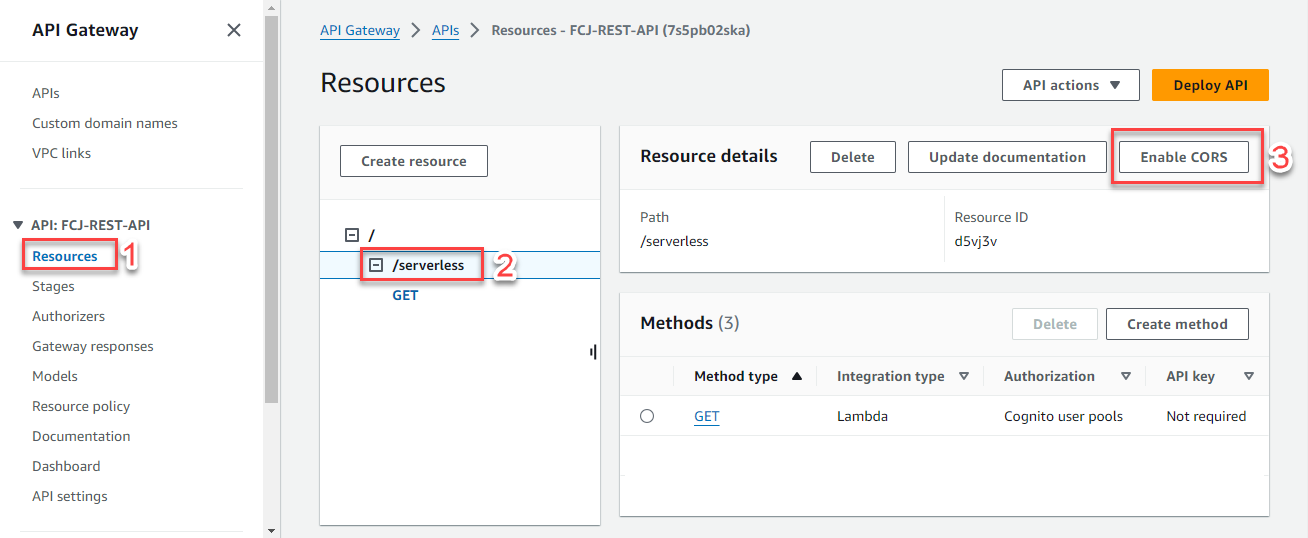 API Gateway
APIs
Custom domain names
VPC links
API: FCJ-REST-API
Resources 1
Stages
Authorizers
Gateway responses
Models
Resource policy
Documentation
Dashboard
API settings
API Gateway > APIs > Resources - FCJ-REST-API (7s5pb02ska)
Resources
API actions
Deploy API
Create resource
/
/serverless 2
GET
Resource details
Delete
Update documentation
Enable CORS 3
Path
/serverless
Resource ID
d5vj3v
Methods (3)
Delete
Create method
Method type Integration type Authorization API key
GET Lambda Cognito user pools Not required